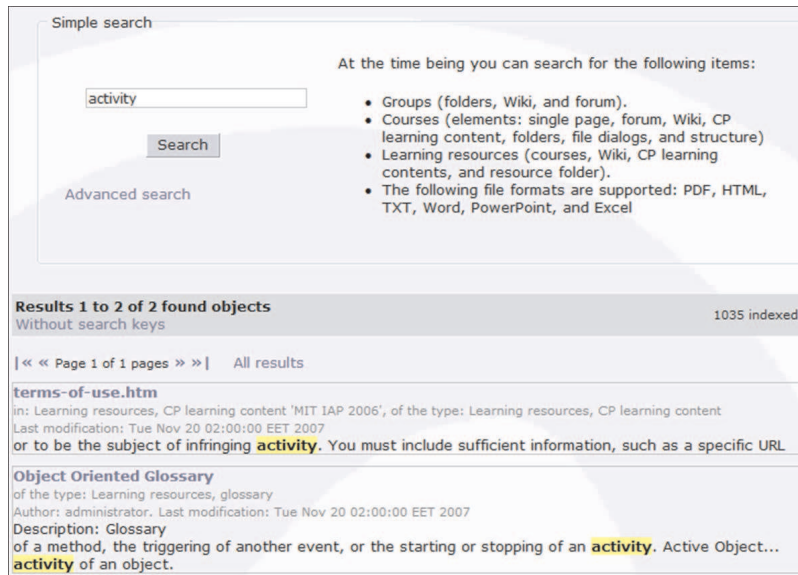 Simple search
At the time being you can search for the following items:
activity
• Groups (folders, Wiki, and forum).
• Courses (elements: single page, forum, Wiki, CP
learning content, folders, file dialogs, and structure)
Search
• Learning resources (courses, Wiki, CP learning
contents, and resource folder).
Advanced search
• The following file formats are supported: PDF, HTML,
TXT, Word, PowerPoint, and Excel
Results 1 to 2 of 2 found objects
Without search keys
1035 indexed
|« « Page 1 of 1 pages » »| All results
terms-of-use.htm
in: Learning resources, CP learning content 'MIT IAP 2006', of the type: Learning resources, CP learning content
Last modification: Tue Nov 20 02:00:00 EET 2007
or to be the subject of infringing activity. You must include sufficient information, such as a specific URL
Object Oriented Glossary
of the type: Learning resources, glossary
Author: administrator. Last modification: Tue Nov 20 02:00:00 EET 2007
Description: Glossary
of a method, the triggering of another event, or the starting or stopping of an activity. Active Object...
activity of an object.